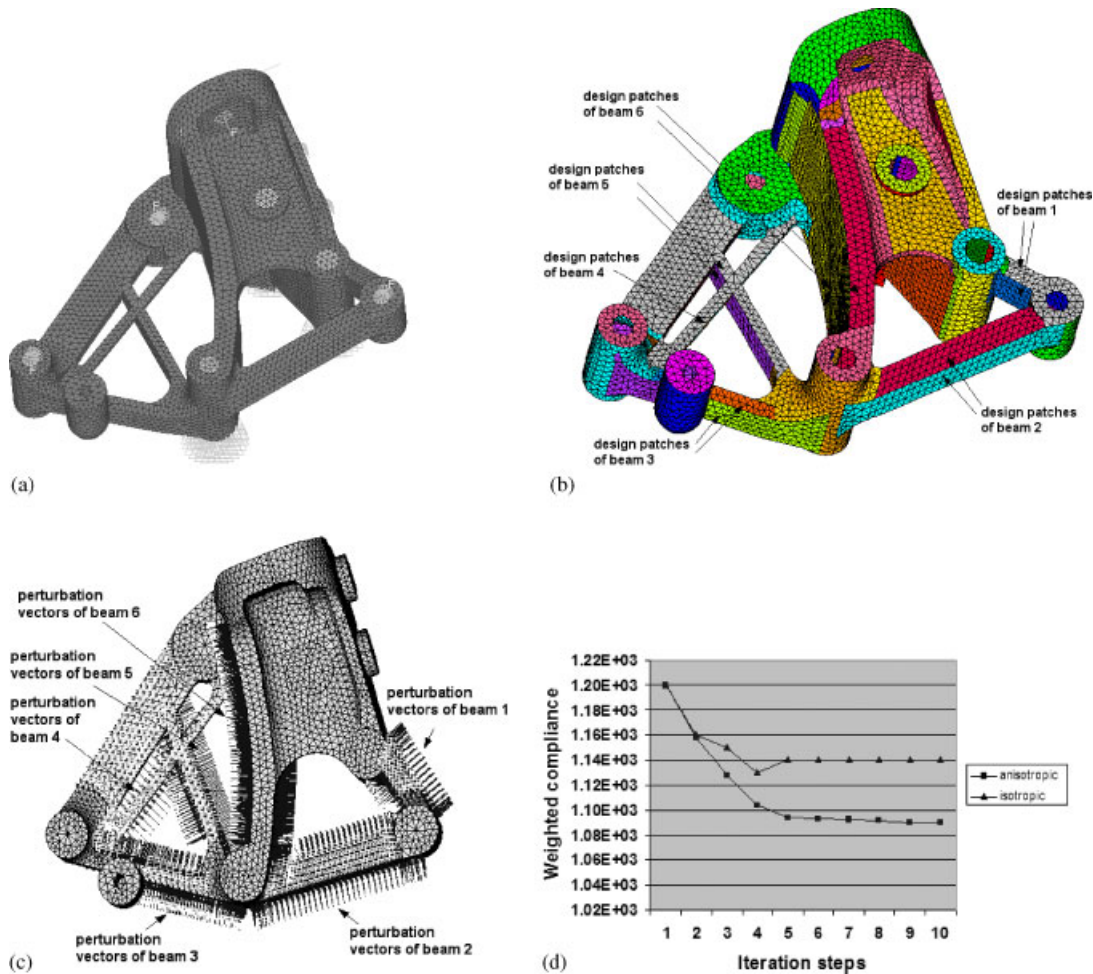 design patches
of beam 6
design patches
of beam 5
design patches
of beam 4
design patches
of beam 1
design patches
of beam 2
design patches
of beam 3
(a)
(b)
perturbation
vectors of beam 6
perturbation
vectors of beam 5
perturbation
vectors of
beam 4
perturbation
vectors of beam 1
perturbation
vectors of beam 3
perturbation
vectors of beam 2
(c)
Weighted compliance
1.22E+03
1.20E+03
1.18E+03
1.16E+03
1.14E+03
1.12E+03
1.10E+03
1.08E+03
1.06E+03
1.04E+03
1.02E+03
1 2 3 4 5 6 7 8 9 10
Iteration steps
anisotropic
isotropic
(d)